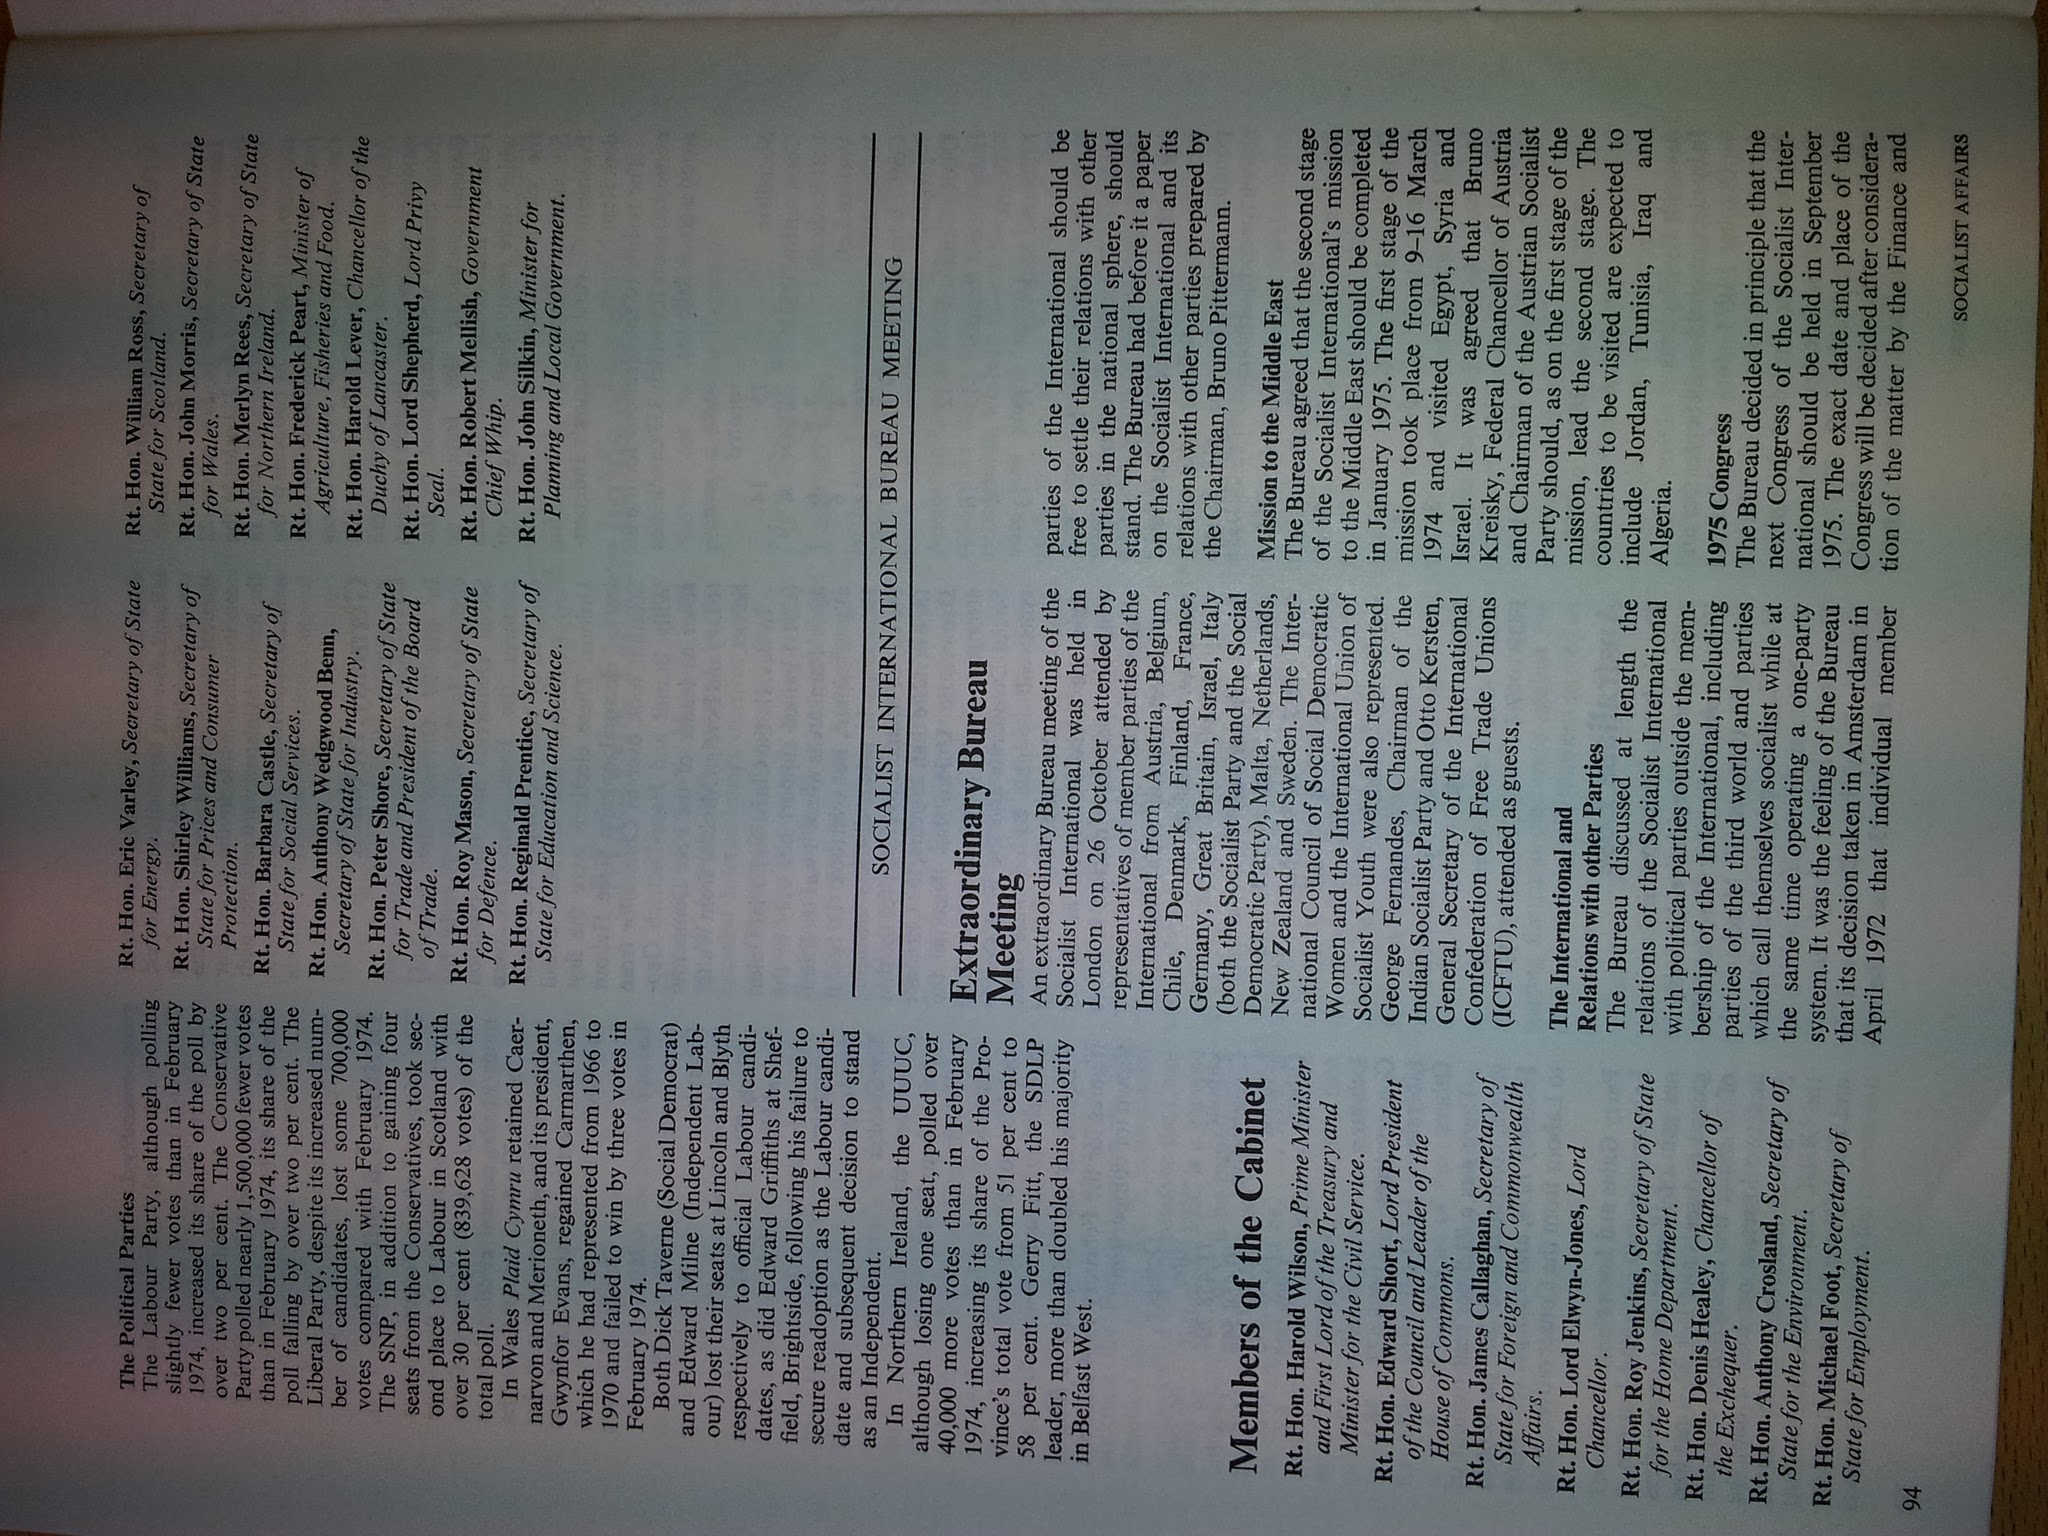 The Political Parties
The Labour Party, although polling
slightly fewer votes than in February
1974, increased its share of the poll by
over two per cent. The Conservative
Party polled nearly 1,500,000 fewer votes
than in February 1974, its share of the
poll falling by over two per cent. The
Liberal Party, despite its increased num-
ber of candidates, lost some 700,000
votes compared with February 1974.
The SNP, in addition to gaining four
seats from the Conservatives, took sec-
ond place to Labour in Scotland with
over 30 per cent (839,628 votes) of the
total poll.
In Wales Plaid Cymru retained Caer-
narvon and Merioneth, and its president,
Gwynfor Evans, regained Carmarthen,
which he had represented from 1966 to
1970 and failed to win by three votes in
February 1974.
Both Dick Taverne (Social Democrat)
and Edward Milne (Independent Lab-
our) lost their seats at Lincoln and Blyth
respectively to official Labour candi-
dates, as did Edward Griffiths at Shef-
field, Brightside, following his failure to
secure readoption as the Labour candi-
date and subsequent decision to stand
as an Independent.
In Northern Ireland, the UUUC,
although losing one seat, polled over
40,000 more votes than in February
1974, increasing its share of the Pro-
vince's total vote from 51 per cent to
58 per cent. Gerry Fitt, the SDLP
leader, more than doubled his majority
in Belfast West.
Members of the Cabinet
Rt. Hon. Harold Wilson, Prime Minister
and First Lord of the Treasury and
Minister for the Civil Service.
Rt. Hon. Edward Short, Lord President
of the Council and Leader of the
House of Commons.
Rt. Hon. James Callaghan, Secretary of
State for Foreign and Commonwealth
Affairs.
Rt. Hon. Lord Elwyn-Jones, Lord
Chancellor.
Rt. Hon. Roy Jenkins, Secretary of State
for the Home Department.
Rt. Hon. Denis Healey, Chancellor of
the Exchequer.
Rt. Hon. Anthony Crosland, Secretary of
State for the Environment.
Rt. Hon. Michael Foot, Secretary of
State for Employment.
Rt. Hon. Eric Varley, Secretary of State
for Energy.
Rt. Hon. Shirley Williams, Secretary of
State for Prices and Consumer
Protection.
Rt. Hon. Barbara Castle, Secretary of
State for Social Services.
Rt. Hon. Anthony Wedgwood Benn,
Secretary of State for Industry.
Rt. Hon. Peter Shore, Secretary of State
for Trade and President of the Board
of Trade.
Rt. Hon. Roy Mason, Secretary of State
for Defence.
Rt. Hon. Reginald Prentice, Secretary of
State for Education and Science.
Rt. Hon. William Ross, Secretary of
State for Scotland.
Rt. Hon. John Morris, Secretary of State
for Wales.
Rt. Hon. Merlyn Rees, Secretary of State
for Northern Ireland.
Rt. Hon. Frederick Peart, Minister of
Agriculture, Fisheries and Food.
Rt. Hon. Harold Lever, Chancellor of the
Duchy of Lancaster.
Rt. Hon. Lord Shepherd, Lord Privy
Seal.
Rt. Hon. Robert Mellish, Government
Chief Whip.
Rt. Hon. John Silkin, Minister for
Planning and Local Government.
SOCIALIST INTERNATIONAL BUREAU MEETING
Extraordinary Bureau
Meeting
An extraordinary Bureau meeting of the
Socialist International was held in
London on 26 October attended by
representatives of member parties of the
International from Austria, Belgium,
Chile, Denmark, Finland, France,
Germany, Great Britain, Israel, Italy
(both the Socialist Party and the Social
Democratic Party), Malta, Netherlands,
New Zealand and Sweden. The Inter-
national Council of Social Democratic
Women and the International Union of
Socialist Youth were also represented.
George Fernandes, Chairman of the
Indian Socialist Party and Otto Kersten,
General Secretary of the International
Confederation of Free Trade Unions
(ICFTU), attended as guests.
The International and
Relations with other Parties
The Bureau discussed at length the
relations of the Socialist International
with political parties outside the mem-
bership of the International, including
parties of the third world and parties
which call themselves socialist while at
the same time operating a one-party
system. It was the feeling of the Bureau
that its decision taken in Amsterdam in
April 1972 that individual member
parties of the International should be
free to settle their relations with other
parties in the national sphere, should
stand. The Bureau had before it a paper
on the Socialist International and its
relations with other parties prepared by
the Chairman, Bruno Pittermann.
Mission to the Middle East
The Bureau agreed that the second stage
of the Socialist International's mission
to the Middle East should be completed
in January 1975. The first stage of the
mission took place from 9–16 March
1974 and visited Egypt, Syria and
Israel. It was agreed that Bruno
Kreisky, Federal Chancellor of Austria
and Chairman of the Austrian Socialist
Party should, as on the first stage of the
mission, lead the second stage. The
countries to be visited are expected to
include Jordan, Tunisia, Iraq and
Algeria.
1975 Congress
The Bureau decided in principle that the
next Congress of the Socialist Inter-
national should be held in September
1975. The exact date and place of the
Congress will be decided after considera-
tion of the matter by the Finance and
94
SOCIALIST AFFAIRS